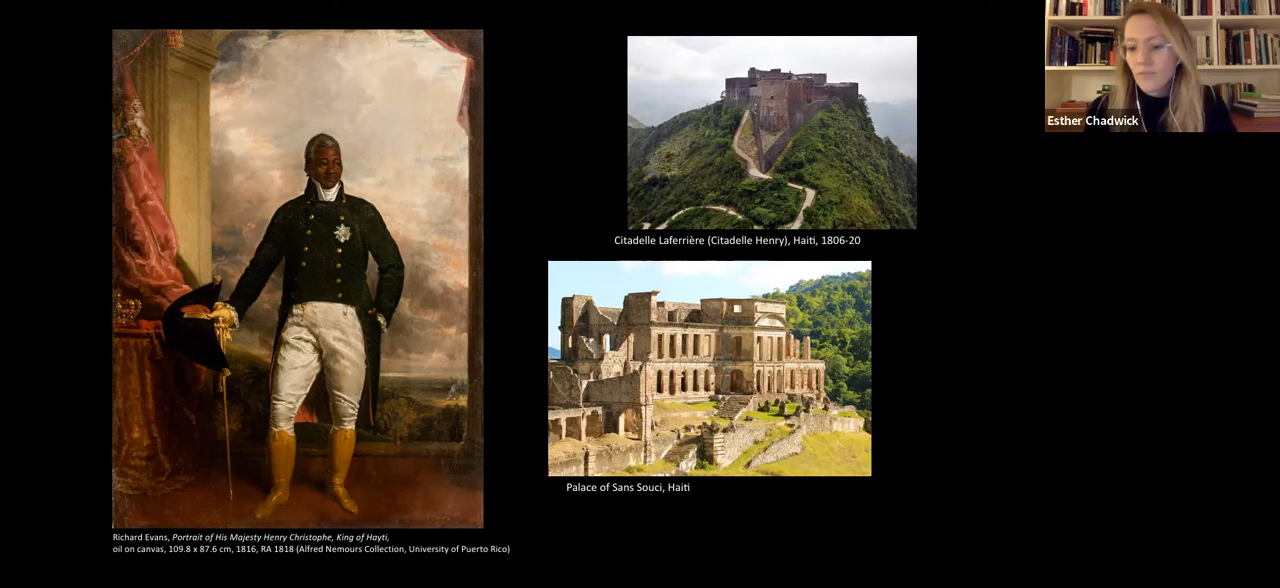 Esther Chadwick
Citadelle Laferrière (Citadelle Henry), Haiti, 1806-20
Palace of Sans Souci, Haiti
Richard Evans, Portrait of His Majesty Henry Christophe, King of Hayti,
oil on canvas, 109.8 x 87.6 cm, 1816, RA 1818 (Alfred Nemours Collection, University of Puerto Rico)